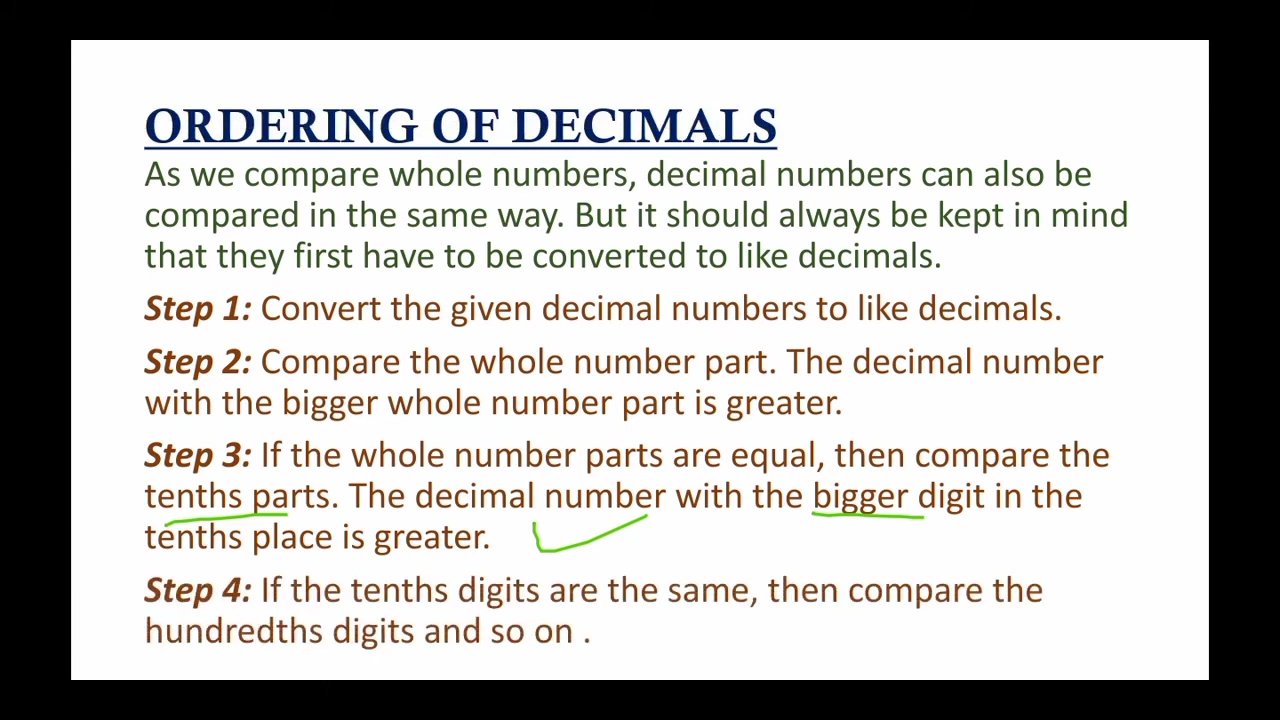 ORDERING OF DECIMALS
As we compare whole numbers, decimal numbers can also be
compared in the same way. But it should always be kept in mind
that they first have to be converted to like decimals.
Step 1: Convert the given decimal numbers to like decimals.
Step 2: Compare the whole number part. The decimal number
with the bigger whole number part is greater.
Step 3: If the whole number parts are equal, then compare the
tenths parts. The decimal number with the bigger digit in the
tenths place is greater.
Step 4: If the tenths digits are the same, then compare the
hundredths digits and so on .